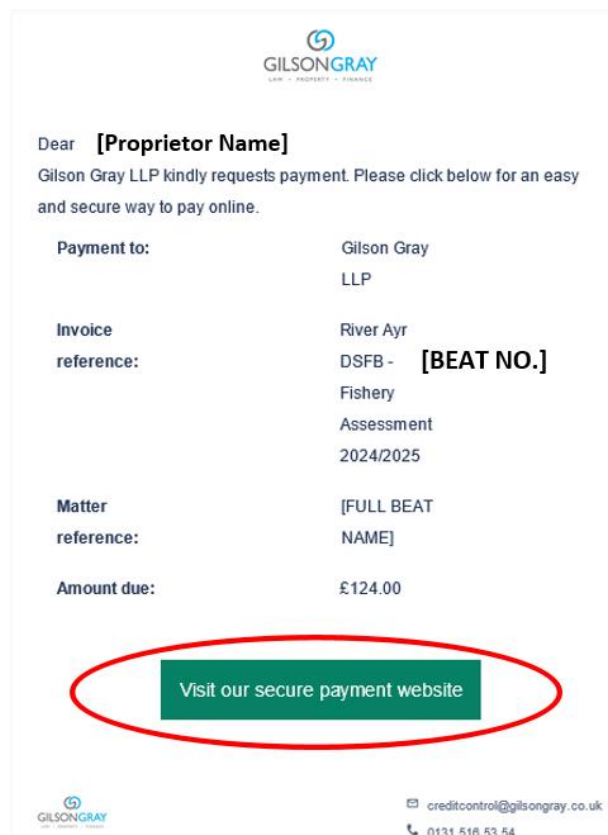 GILSONGRAY
LAW • PROPERTY • FINANCE
Dear [Proprietor Name]
Gilson Gray LLP kindly requests payment. Please click below for an easy
and secure way to pay online.
Payment to: Gilson Gray
LLP
Invoice River Ayr
reference: DSFB - [BEAT NO.]
Fishery
Assessment
2024/2025
Matter [FULL BEAT
reference: NAME]
Amount due: £124.00
Visit our secure payment website
GILSONGRAY
LAW • PROPERTY • FINANCE
creditcontrol@gilsongray.co.uk
0131 516 53 54